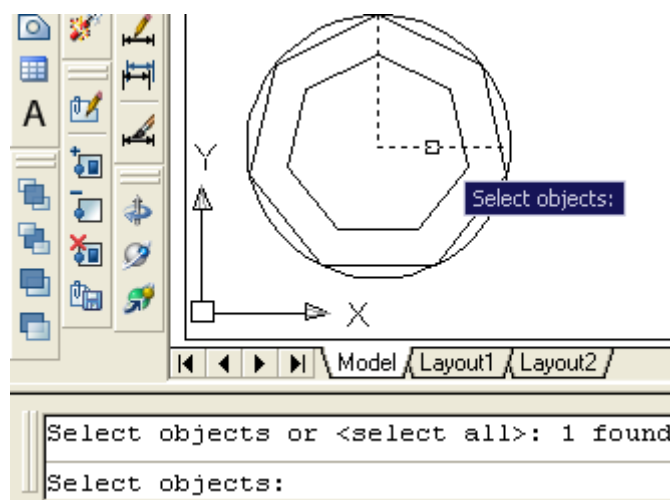 A
Y
Select objects:
X
Model Layout1 Layout2
Select objects or <select all>: 1 found
Select objects: